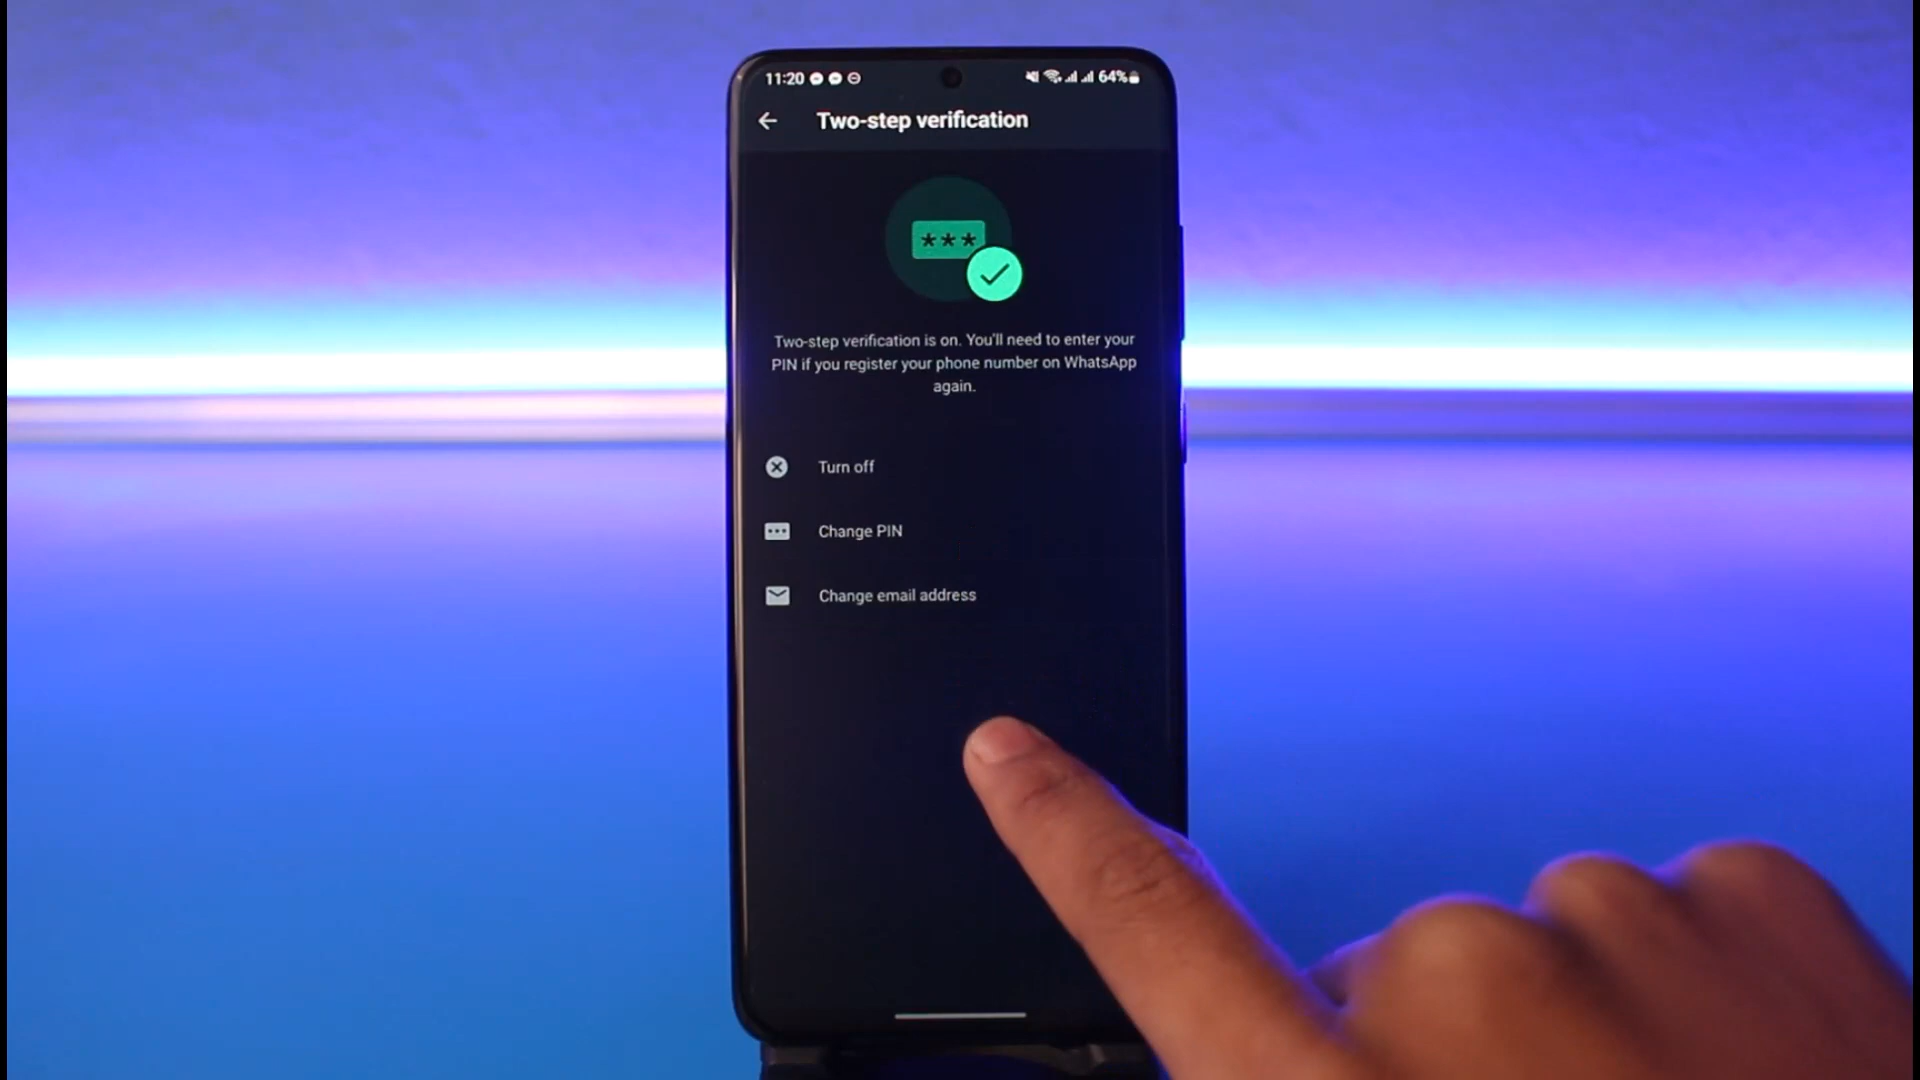 11:20 64%
Two-step verification
***
Two-step verification is on. You'll need to enter your
PIN if you register your phone number on WhatsApp
again.
Turn off
Change PIN
Change email address